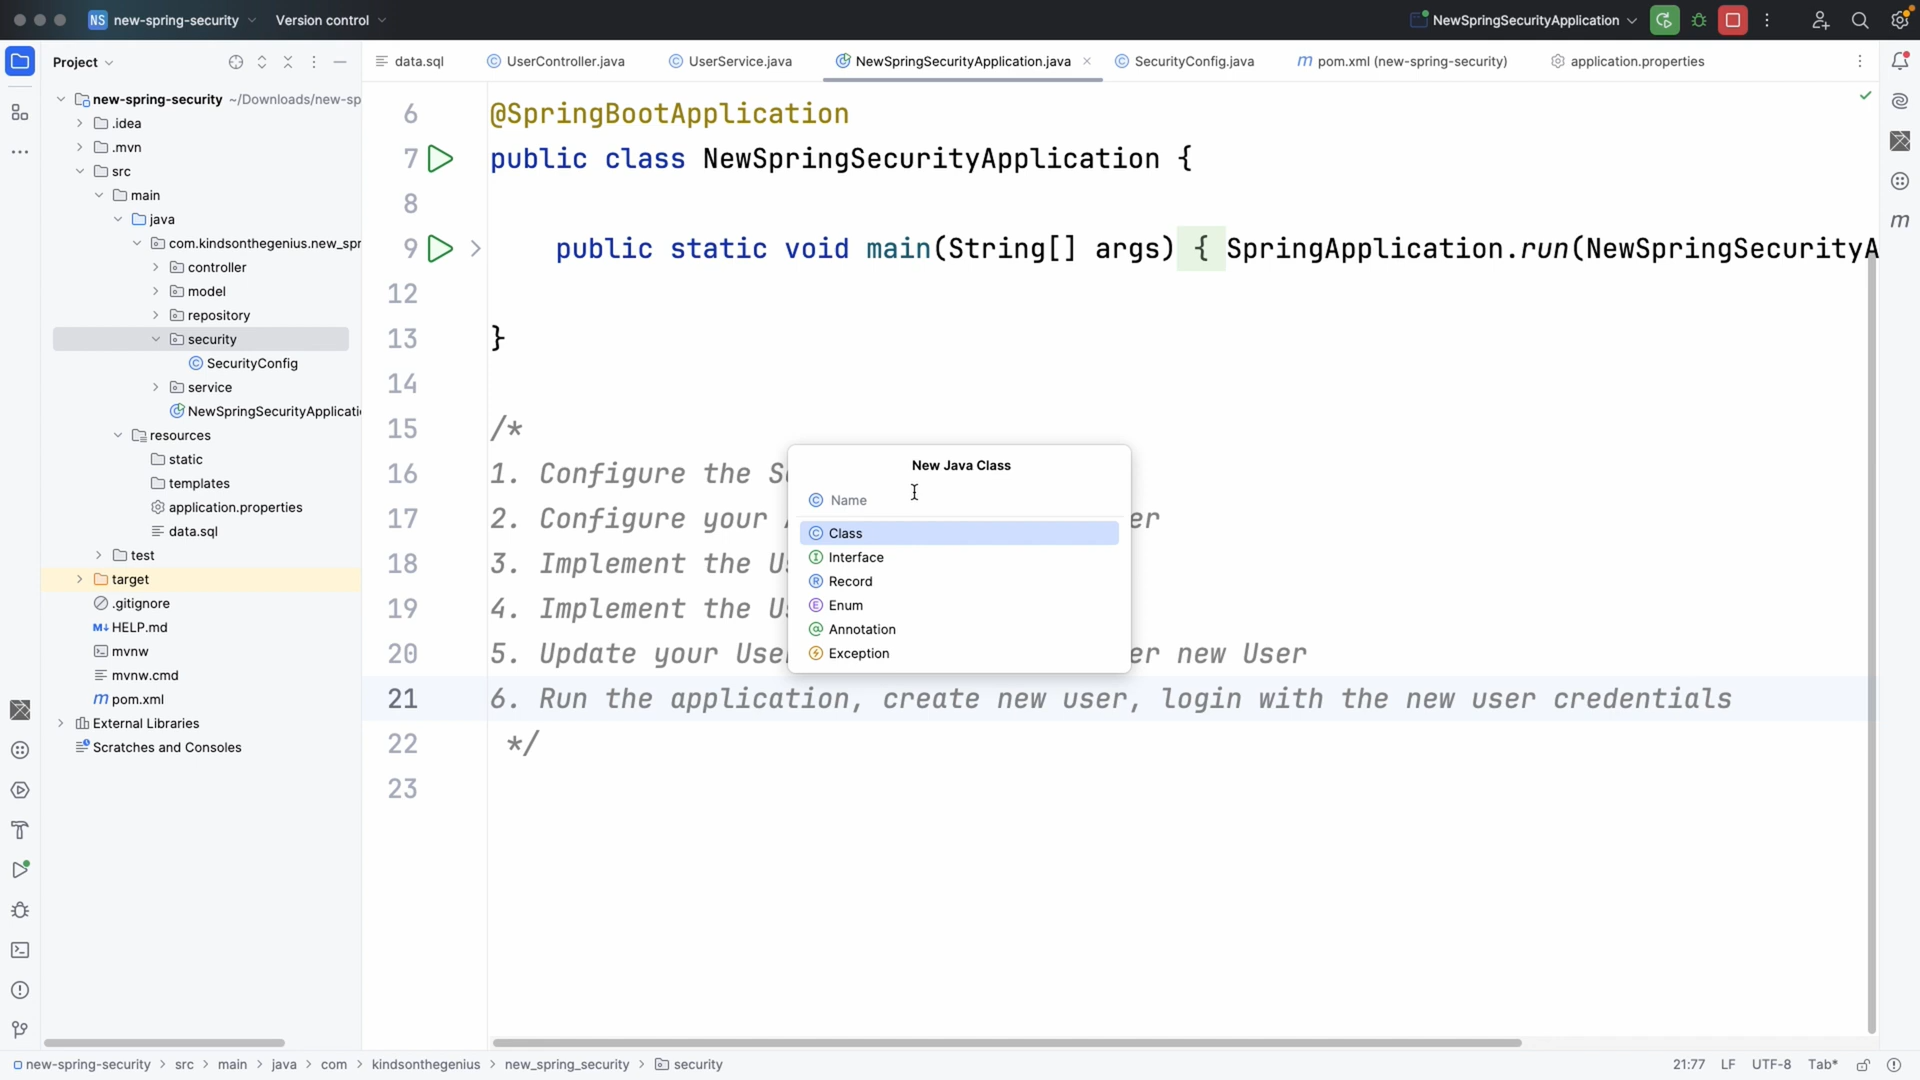 NS new-spring-security Version control NewSpringSecurityApplication
Project data.sql UserController.java UserService.java NewSpringSecurityApplication.java SecurityConfig.java m pom.xml (new-spring-security) application.properties
new-spring-security ~/Downloads/new-sp
.idea
.mvn
src
main
java
com.kindsonthegenius.new_spr
controller
model
repository
security
SecurityConfig
service
NewSpringSecurityApplicati
resources
static
templates
application.properties
data.sql
test
target
.gitignore
M↓ HELP.md
mvnw
mvnw.cmd
m pom.xml
External Libraries
Scratches and Consoles
6 @SpringBootApplication
7 public class NewSpringSecurityApplication {
8
9 public static void main(String[] args) { SpringApplication.run(NewSpringSecurityA
12
13 }
14
15 /*
16 1. Configure the S
17 2. Configure your er
18 3. Implement the Us
19 4. Implement the Us
20 5. Update your Use er new User
21 6. Run the application, create new user, login with the new user credentials
22 */
23
New Java Class
C Name
C Class
I Interface
R Record
E Enum
@ Annotation
Exception
m
new-spring-security > src > main > java > com > kindsonthegenius > new_spring_security > security 21:77 LF UTF-8 Tab*